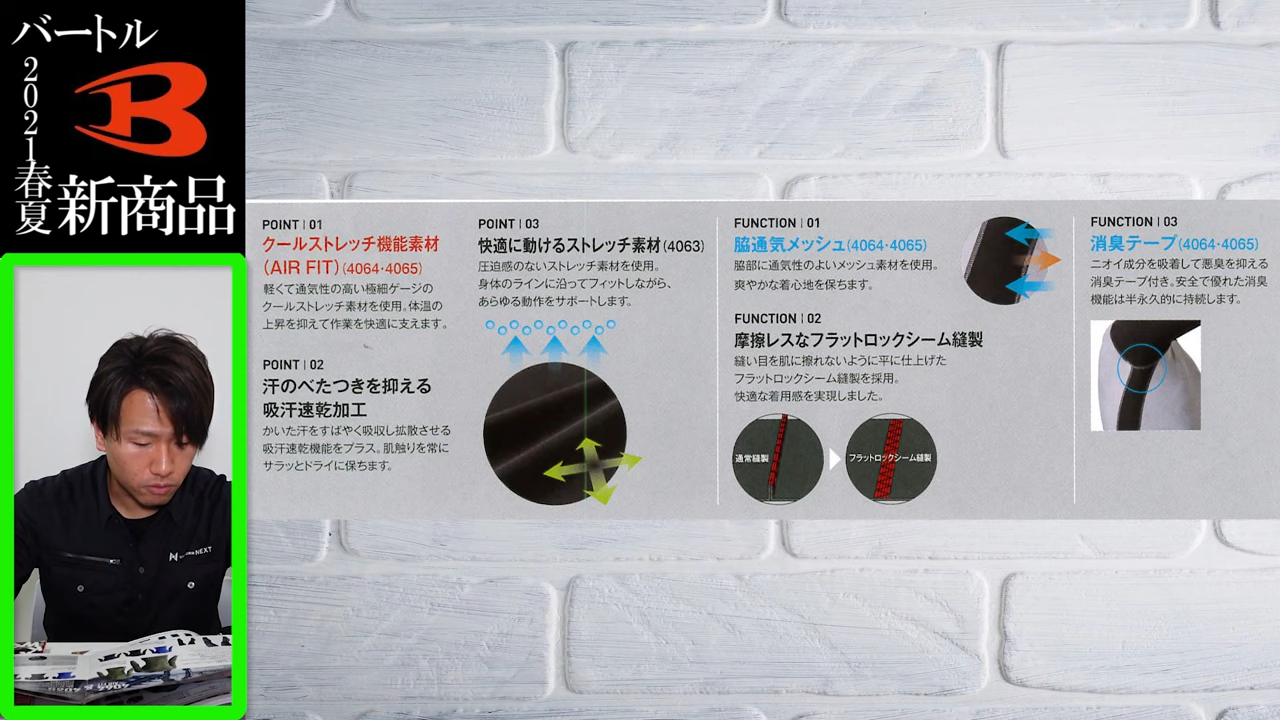 バートル
2021春夏
新商品
POINT | 01
クールストレッチ機能素材
(AIR FIT)(4064・4065)
軽くて通気性の高い極細ゲージの
クールストレッチ素材を使用。体温の
上昇を抑えて作業を快適に支えます。
POINT | 02
汗のべたつきを抑える
吸汗速乾加工
かいた汗をすばやく吸収し拡散させる
吸汗速乾機能をプラス。肌触りを常に
サラッとドライに保ちます。
POINT | 03
快適に動けるストレッチ素材(4063)
圧迫感のないストレッチ素材を使用。
身体のラインに沿ってフィットしながら、
あらゆる動作をサポートします。
FUNCTION | 01
脇通気メッシュ(4064・4065)
脇部に通気性のよいメッシュ素材を使用。
爽やかな着心地を保ちます。
FUNCTION | 02
摩擦レスなフラットロックシーム縫製
縫い目を肌に擦れないように平に仕上げた
フラットロックシーム縫製を採用。
快適な着用感を実現しました。
通常縫製
フラットロックシーム縫製
FUNCTION | 03
消臭テープ(4064・4065)
ニオイ成分を吸着して悪臭を抑える
消臭テープ付き。安全で優れた消臭
機能は半永久的に持続します。
NEXT